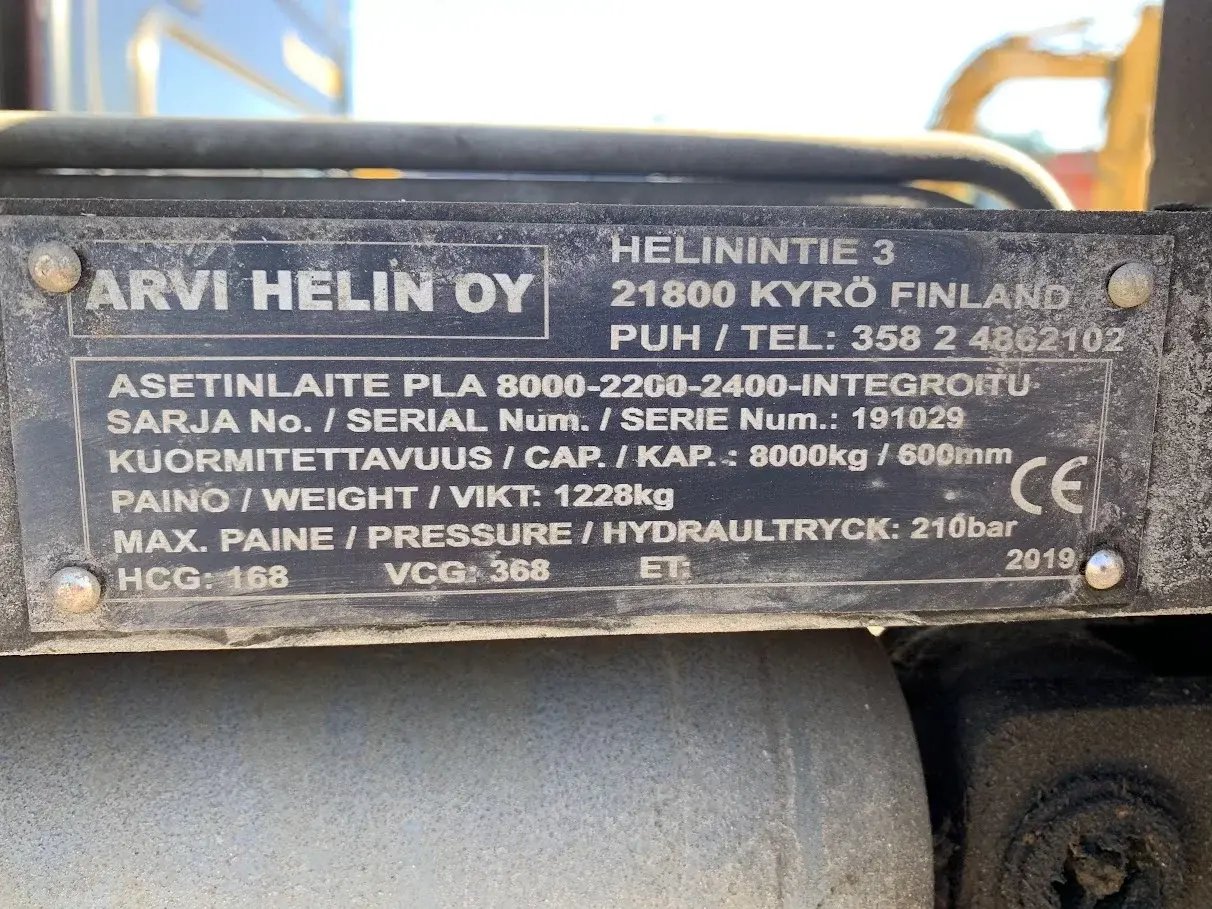 ARVI HELIN OY
HELINININTIE 3
21800 KYRÖ FINLAND
PUH / TEL: 358 2 4862102
ASETINLAITE PLA 8000-2200-2400-INTEGROITU
SARJA No. / SERIAL Num. / SERIE Num.: 191029
KUORMITETTAVUUS / CAP. / KAP. : 8000kg / 600mm
PAINO / WEIGHT / VIKT: 1228kg
CE
MAX. PAINE / PRESSURE / HYDRAULTRYCK: 210bar
HCG: 168 VCG: 368 ET: 2019